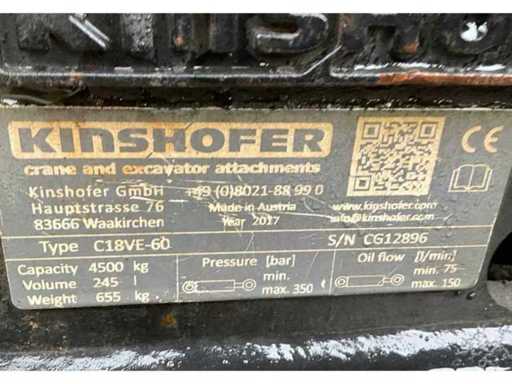 KINSHOFER
crane and excavator attachments
Kinshofer GmbH +49 (0)8021-88 99 0 www.kinshofer.com
Hauptstrasse 76 Made in Austria info@kinshofer.com
83666 Waakirchen Year 2017
Type C18VE-60 S/N CG12896
Capacity 4500 kg Pressure [bar] Oil flow [l/min]
Volume 245 l min. min. 75
Weight 655 kg max. 350 max. 150
CE